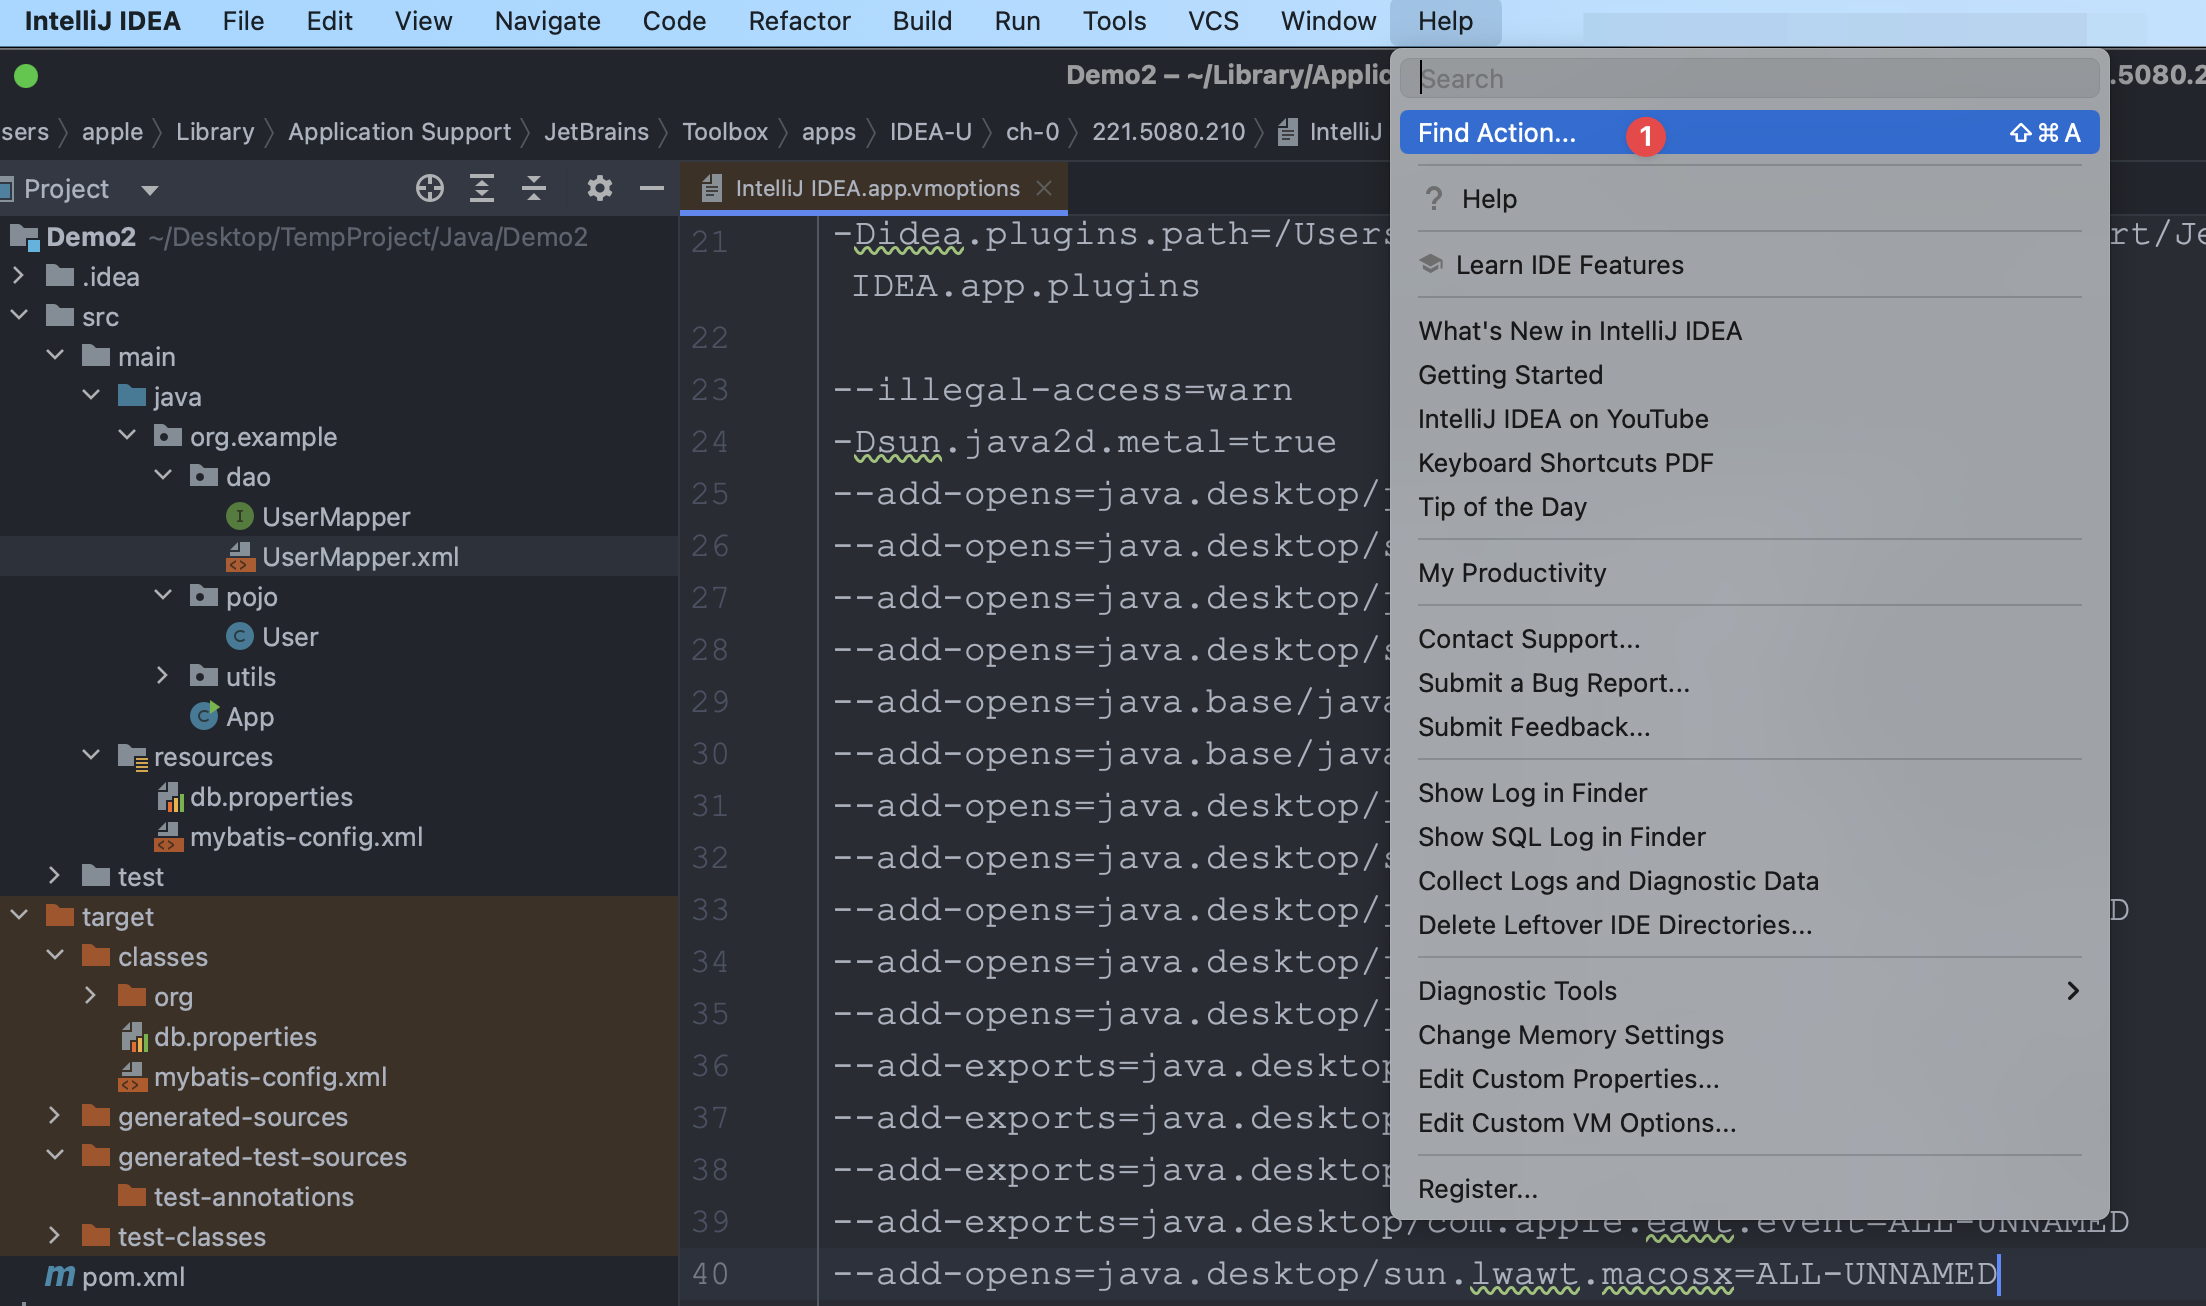 IntelliJ IDEA File Edit View Navigate Code Refactor Build Run Tools VCS Window Help
Demo2 – ~/Library/Applic
.5080.2
sers apple Library Application Support JetBrains Toolbox apps IDEA-U ch-0 221.5080.210 IntelliJ
Project
IntelliJ IDEA.app.vmoptions
Demo2 ~/Desktop/TempProject/Java/Demo2
.idea
src
main
java
org.example
dao
UserMapper
UserMapper.xml
pojo
User
utils
App
resources
db.properties
mybatis-config.xml
test
target
classes
org
db.properties
mybatis-config.xml
generated-sources
generated-test-sources
test-annotations
test-classes
pom.xml
21 -Didea.plugins.path=/Users
rt/Je
IDEA.app.plugins
22
23 --illegal-access=warn
24 -Dsun.java2d.metal=true
25 --add-opens=java.desktop/j
26 --add-opens=java.desktop/s
27 --add-opens=java.desktop/j
28 --add-opens=java.desktop/s
29 --add-opens=java.base/java
30 --add-opens=java.base/java
31 --add-opens=java.desktop/j
32 --add-opens=java.desktop/s
33 --add-opens=java.desktop/j
D
34 --add-opens=java.desktop/j
35 --add-opens=java.desktop/j
36 --add-exports=java.desktop
37 --add-exports=java.desktop
38 --add-exports=java.desktop
39 --add-exports=java.desktop/com.apple.eawt.event=ALL-UNNAMED
40 --add-opens=java.desktop/sun.lwawt.macosx=ALL-UNNAMED
Search
Find Action... 1 ⇧⌘A
? Help
Learn IDE Features
What's New in IntelliJ IDEA
Getting Started
IntelliJ IDEA on YouTube
Keyboard Shortcuts PDF
Tip of the Day
My Productivity
Contact Support...
Submit a Bug Report...
Submit Feedback...
Show Log in Finder
Show SQL Log in Finder
Collect Logs and Diagnostic Data
Delete Leftover IDE Directories...
Diagnostic Tools
Change Memory Settings
Edit Custom Properties...
Edit Custom VM Options...
Register...